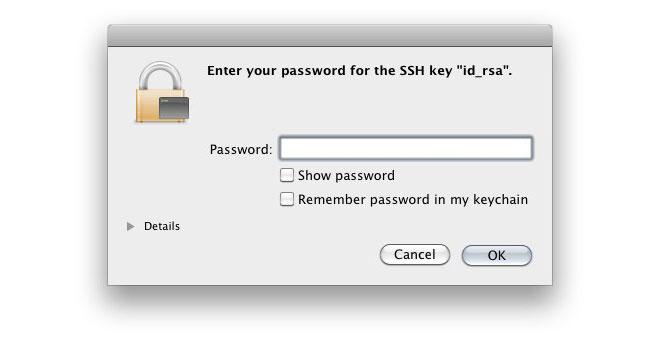 Enter your password for the SSH key "id_rsa".
Password:
Show password
Remember password in my keychain
Details
Cancel
OK